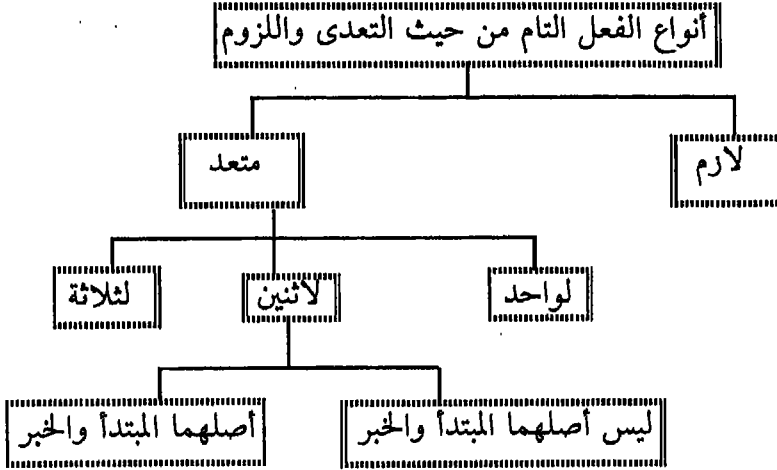 أنواع الفعل التام من حيث التعدى واللزوم
لازم
متعد
لواحد
لاثنين
لثلاثة
ليس أصلهما المبتدأ والخبر
أصلهما المبتدأ والخبر